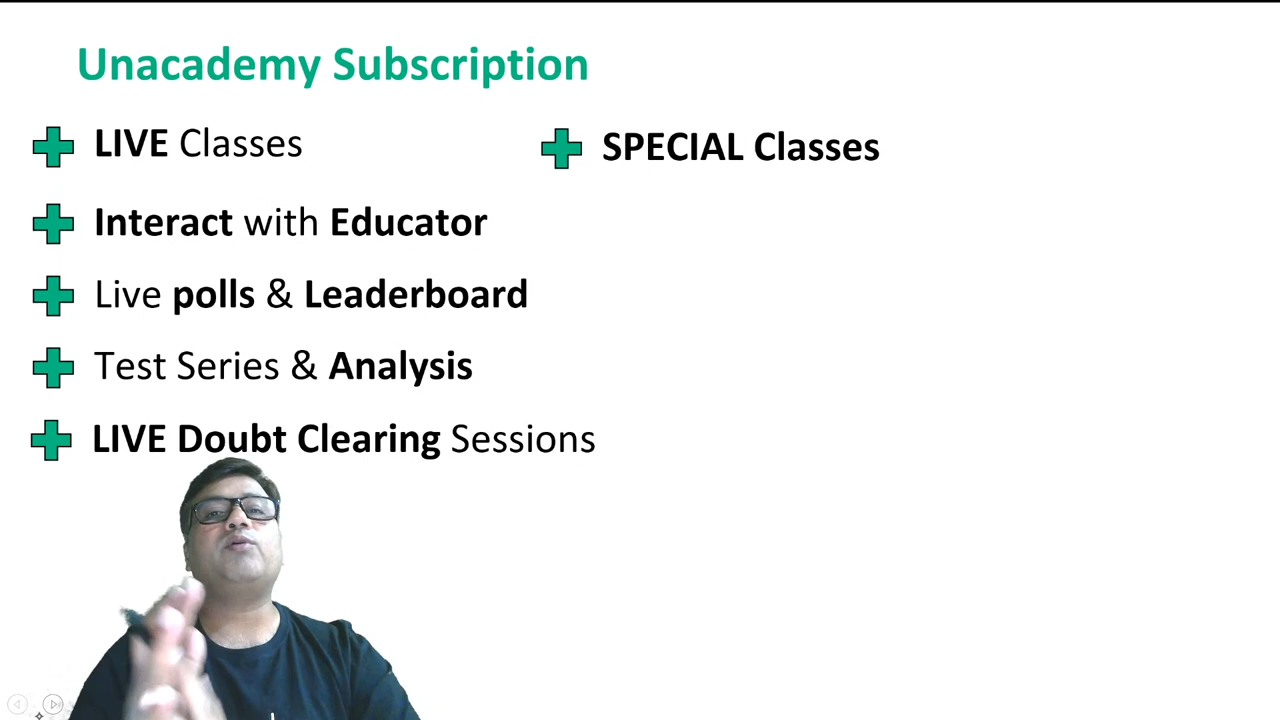 Unacademy Subscription
LIVE Classes
Interact with Educator
Live polls & Leaderboard
Test Series & Analysis
LIVE Doubt Clearing Sessions
SPECIAL Classes